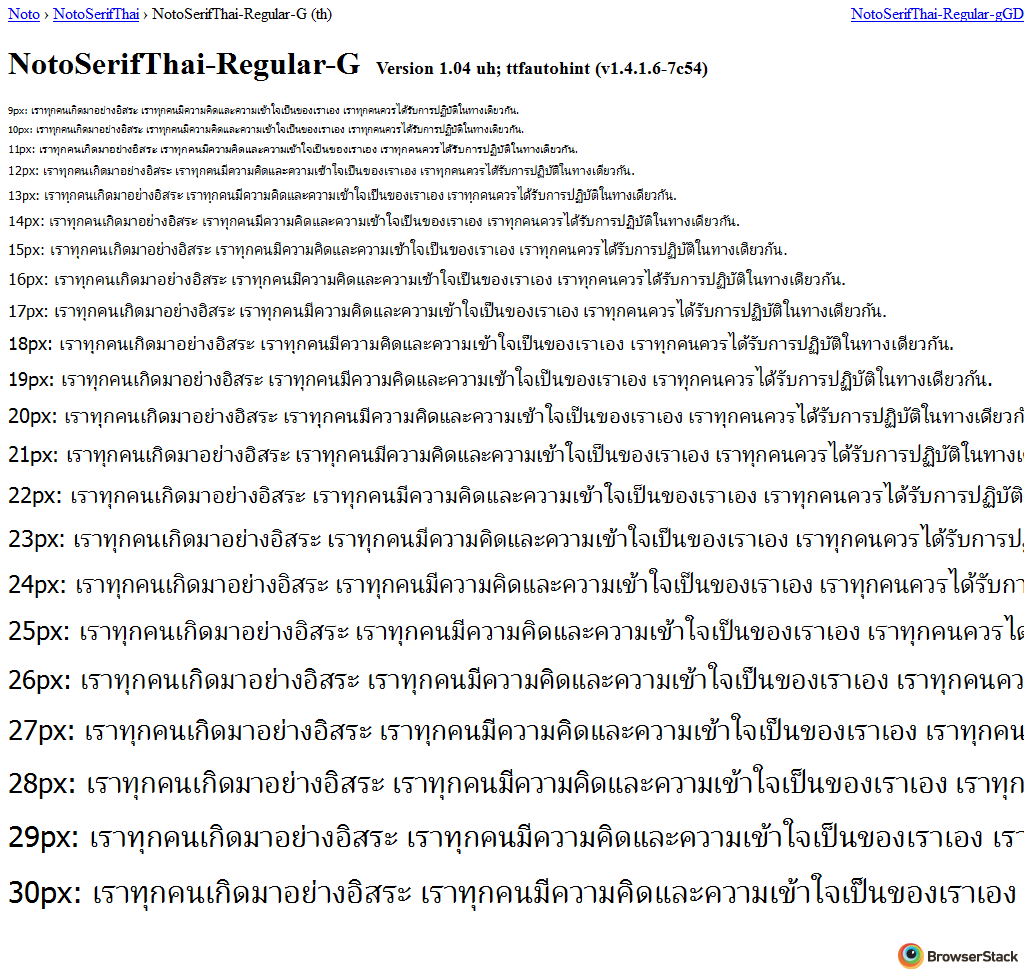 Noto › NotoSerifThai › NotoSerifThai-Regular-G (th)
NotoSerifThai-Regular-gGD
NotoSerifThai-Regular-G Version 1.04 uh; ttfautohint (v1.4.1.6-7c54)
9px: เราทุกคนเกิดมาอย่างอิสระ เราทุกคนมีความคิดและความเข้าใจเป็นของเราเอง เราทุกคนควรได้รับการปฏิบัติในทางเดียวกัน.
10px: เราทุกคนเกิดมาอย่างอิสระ เราทุกคนมีความคิดและความเข้าใจเป็นของเราเอง เราทุกคนควรได้รับการปฏิบัติในทางเดียวกัน.
11px: เราทุกคนเกิดมาอย่างอิสระ เราทุกคนมีความคิดและความเข้าใจเป็นของเราเอง เราทุกคนควรได้รับการปฏิบัติในทางเดียวกัน.
12px: เราทุกคนเกิดมาอย่างอิสระ เราทุกคนมีความคิดและความเข้าใจเป็นของเราเอง เราทุกคนควรได้รับการปฏิบัติในทางเดียวกัน.
13px: เราทุกคนเกิดมาอย่างอิสระ เราทุกคนมีความคิดและความเข้าใจเป็นของเราเอง เราทุกคนควรได้รับการปฏิบัติในทางเดียวกัน.
14px: เราทุกคนเกิดมาอย่างอิสระ เราทุกคนมีความคิดและความเข้าใจเป็นของเราเอง เราทุกคนควรได้รับการปฏิบัติในทางเดียวกัน.
15px: เราทุกคนเกิดมาอย่างอิสระ เราทุกคนมีความคิดและความเข้าใจเป็นของเราเอง เราทุกคนควรได้รับการปฏิบัติในทางเดียวกัน.
16px: เราทุกคนเกิดมาอย่างอิสระ เราทุกคนมีความคิดและความเข้าใจเป็นของเราเอง เราทุกคนควรได้รับการปฏิบัติในทางเดียวกัน.
17px: เราทุกคนเกิดมาอย่างอิสระ เราทุกคนมีความคิดและความเข้าใจเป็นของเราเอง เราทุกคนควรได้รับการปฏิบัติในทางเดียวกัน.
18px: เราทุกคนเกิดมาอย่างอิสระ เราทุกคนมีความคิดและความเข้าใจเป็นของเราเอง เราทุกคนควรได้รับการปฏิบัติในทางเดียวกัน.
19px: เราทุกคนเกิดมาอย่างอิสระ เราทุกคนมีความคิดและความเข้าใจเป็นของเราเอง เราทุกคนควรได้รับการปฏิบัติในทางเดียวกัน.
20px: เราทุกคนเกิดมาอย่างอิสระ เราทุกคนมีความคิดและความเข้าใจเป็นของเราเอง เราทุกคนควรได้รับการปฏิบัติในทางเดียวก
21px: เราทุกคนเกิดมาอย่างอิสระ เราทุกคนมีความคิดและความเข้าใจเป็นของเราเอง เราทุกคนควรได้รับการปฏิบัติในทาง
22px: เราทุกคนเกิดมาอย่างอิสระ เราทุกคนมีความคิดและความเข้าใจเป็นของเราเอง เราทุกคนควรได้รับการปฏิบัติ
23px: เราทุกคนเกิดมาอย่างอิสระ เราทุกคนมีความคิดและความเข้าใจเป็นของเราเอง เราทุกคนควรได้รับการป
24px: เราทุกคนเกิดมาอย่างอิสระ เราทุกคนมีความคิดและความเข้าใจเป็นของเราเอง เราทุกคนควรได้รับกา
25px: เราทุกคนเกิดมาอย่างอิสระ เราทุกคนมีความคิดและความเข้าใจเป็นของเราเอง เราทุกคนควรได้
26px: เราทุกคนเกิดมาอย่างอิสระ เราทุกคนมีความคิดและความเข้าใจเป็นของเราเอง เราทุกคนคว
27px: เราทุกคนเกิดมาอย่างอิสระ เราทุกคนมีความคิดและความเข้าใจเป็นของเราเอง เราทุกคน
28px: เราทุกคนเกิดมาอย่างอิสระ เราทุกคนมีความคิดและความเข้าใจเป็นของเราเอง เราทุก
29px: เราทุกคนเกิดมาอย่างอิสระ เราทุกคนมีความคิดและความเข้าใจเป็นของเราเอง เรา
30px: เราทุกคนเกิดมาอย่างอิสระ เราทุกคนมีความคิดและความเข้าใจเป็นของเราเอง
BrowserStack